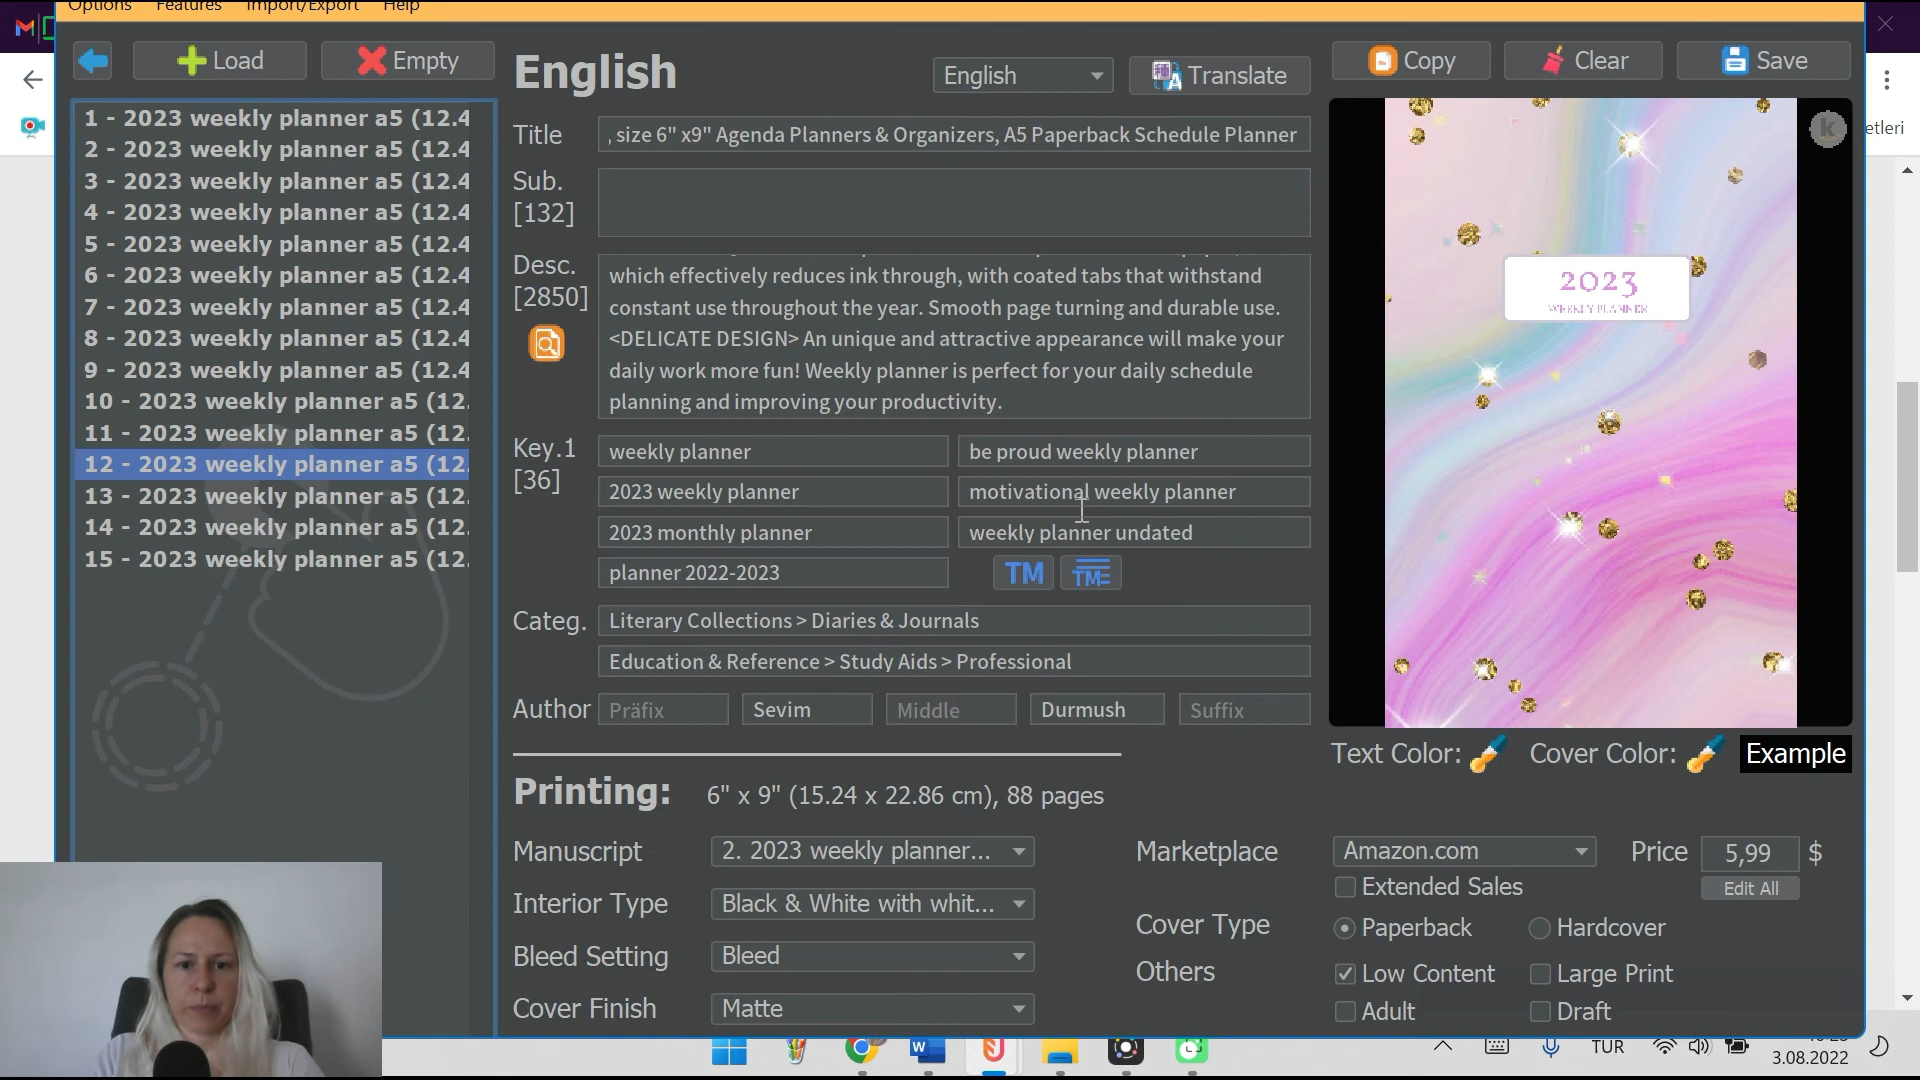 Options Features Import/Export Help
Load
Empty
English
English
Translate
Copy
Clear
Save
1 - 2023 weekly planner a5 (12.4
2 - 2023 weekly planner a5 (12.4
3 - 2023 weekly planner a5 (12.4
4 - 2023 weekly planner a5 (12.4
5 - 2023 weekly planner a5 (12.4
6 - 2023 weekly planner a5 (12.4
7 - 2023 weekly planner a5 (12.4
8 - 2023 weekly planner a5 (12.4
9 - 2023 weekly planner a5 (12.4
10 - 2023 weekly planner a5 (12.
11 - 2023 weekly planner a5 (12.
12 - 2023 weekly planner a5 (12.
13 - 2023 weekly planner a5 (12.
14 - 2023 weekly planner a5 (12.
15 - 2023 weekly planner a5 (12.
Title
, size 6" x9" Agenda Planners & Organizers, A5 Paperback Schedule Planner
Sub.
[132]
Desc.
[2850]
which effectively reduces ink through, with coated tabs that withstand
constant use throughout the year. Smooth page turning and durable use.
<DELICATE DESIGN> An unique and attractive appearance will make your
daily work more fun! Weekly planner is perfect for your daily schedule
planning and improving your productivity.
Key.1
[36]
weekly planner
be proud weekly planner
2023 weekly planner
motivational weekly planner
2023 monthly planner
weekly planner undated
planner 2022-2023
TM
TM
Categ.
Literary Collections > Diaries & Journals
Education & Reference > Study Aids > Professional
Author
Präfix
Sevim
Middle
Durmush
Suffix
k
2023
WEEKLY PLANNER
Text Color:
Cover Color:
Example
Printing:
6" x 9" (15.24 x 22.86 cm), 88 pages
Manuscript
2. 2023 weekly planner...
Interior Type
Black & White with whit...
Bleed Setting
Bleed
Cover Finish
Matte
Marketplace
Amazon.com
Price
5,99
$
Extended Sales
Edit All
Cover Type
Paperback
Hardcover
Others
Low Content
Large Print
Adult
Draft
etleri
TUR
3.08.2022